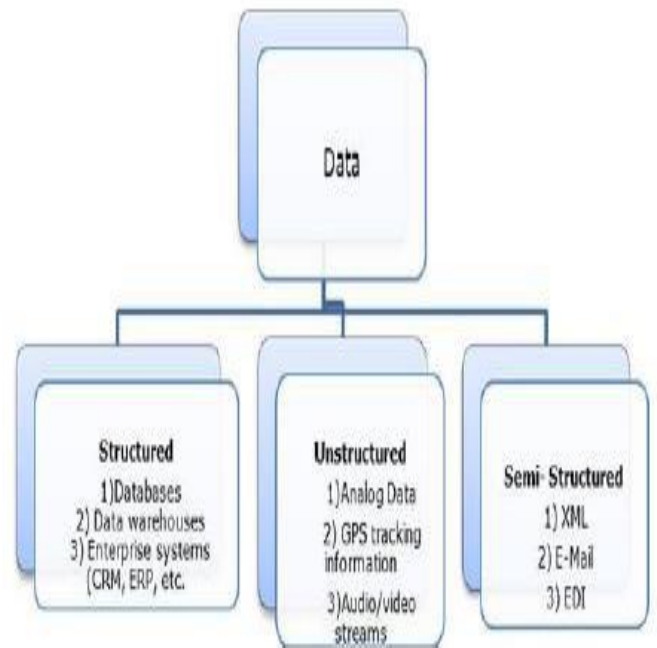 Data
Structured
1)Databases
2) Data warehouses
3) Enterprise systems
(CRM, ERP, etc.
Unstructured
1)Analog Data
2) GPS tracking
information
3)Audio/video
streams
Semi- Structured
1) XML
2) E-Mail
3) EDI